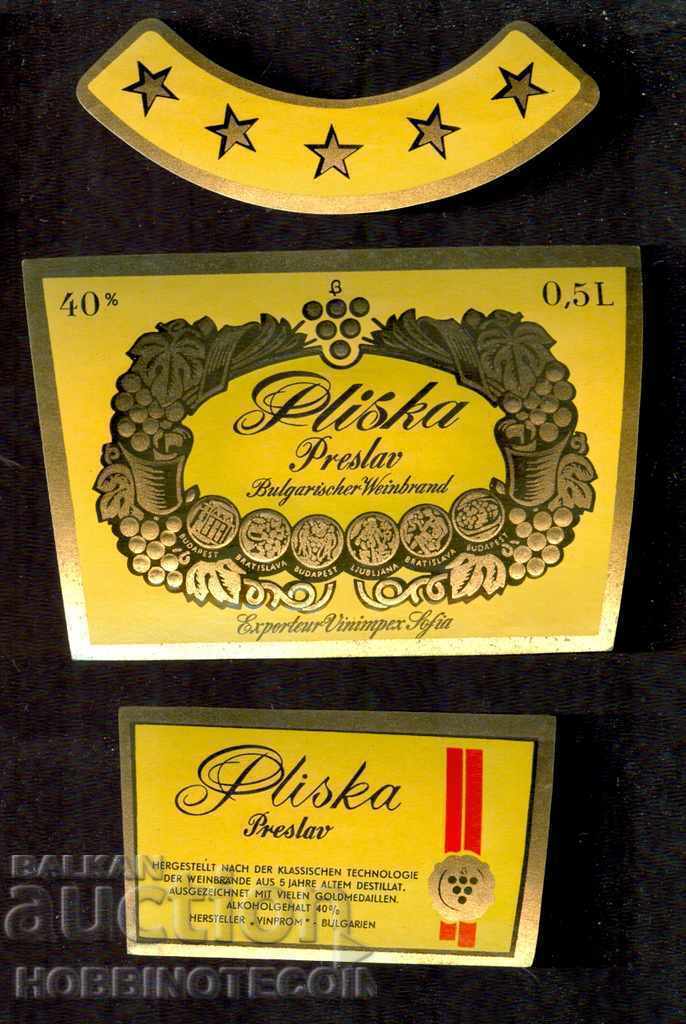 40%
0,5L
B
Pliska
Preslav
Bulgarischer Weinbrand
BUDAPEST BRATISLAVA BUDAPEST LJUBLJANA BRATISLAVA BUDAPEST
Exporteur Vinimpex Sofia
Pliska
Preslav
HERGESTELLT NACH DER KLASSISCHEN TECHNOLOGIE
DER WEINBRÄNDE AUS 5 JAHRE ALTEM DESTILLAT.
AUSGEZEICHNET MIT VIELEN GOLDMEDAILLEN.
ALKOHOLGEHALT 40%
HERSTELLER „VINPROM" - BULGARIEN
BALKAN
auction
HOBBINOTECOIN